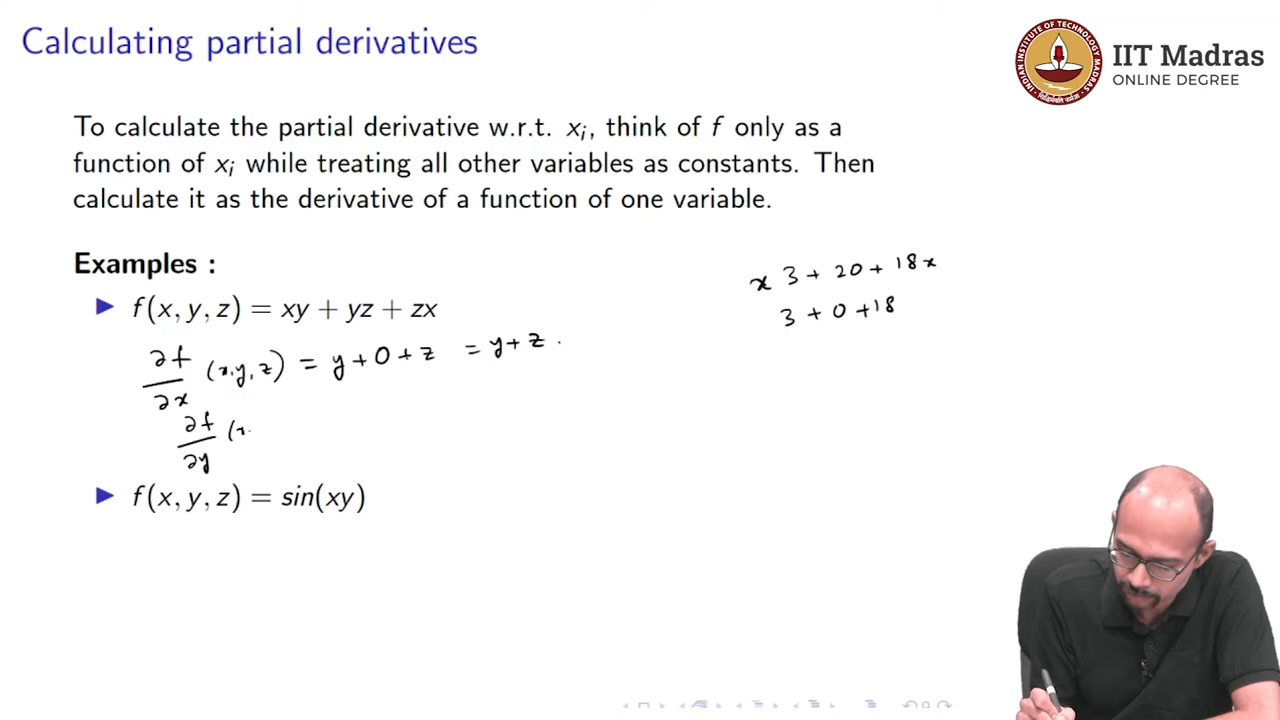 Calculating partial derivatives
IIT Madras
ONLINE DEGREE
To calculate the partial derivative w.r.t. xᵢ, think of f only as a
function of xᵢ while treating all other variables as constants. Then
calculate it as the derivative of a function of one variable.
Examples :
x 3 + 20 + 18x
3 + 0 + 18
▶ f(x, y, z) = xy + yz + zx
∂f/∂x (x,y,z) = y + 0 + z = y + z .
∂f/∂y (x
▶ f(x, y, z) = sin(xy)